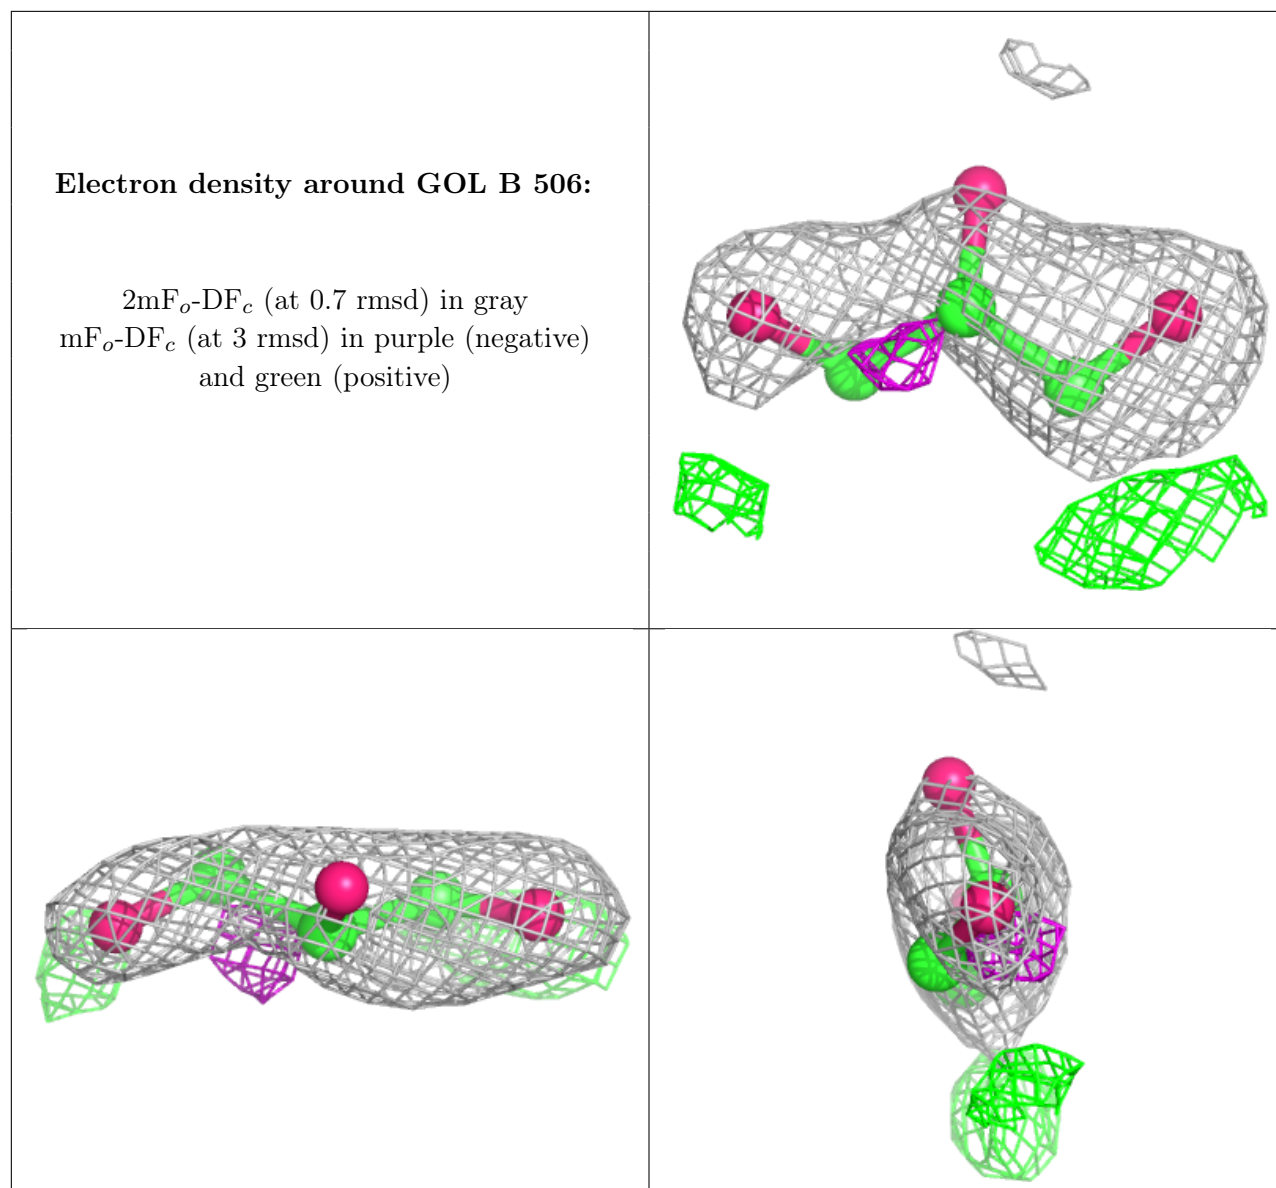 Electron density around GOL B 506:
2mFo-DFc (at 0.7 rmsd) in gray
mFo-DFc (at 3 rmsd) in purple (negative)
and green (positive)